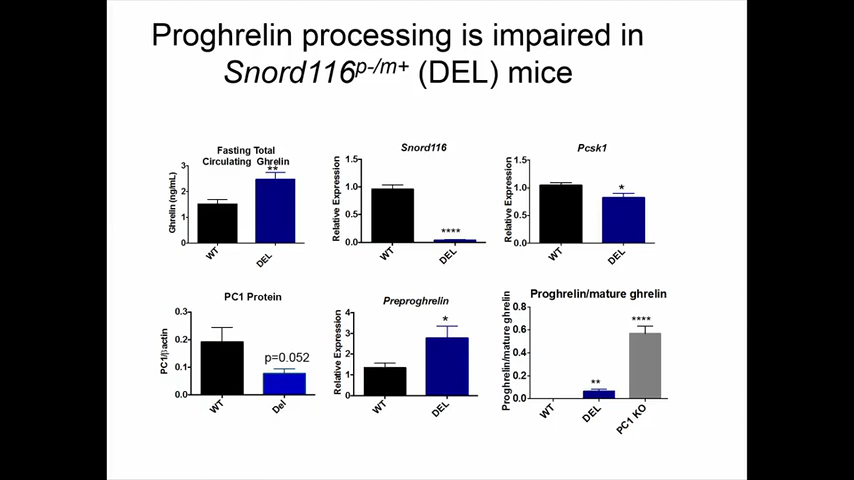 Proghrelin processing is impaired in
Snord116p-/m+ (DEL) mice
Fasting Total
Circulating Ghrelin
Ghrelin (ng/mL)
3
2
1
0
**
WT
DEL
Snord116
Relative Expression
1.5
1.0
0.5
0.0
****
WT
DEL
Pcsk1
Relative Expression
1.5
1.0
0.5
0.0
*
WT
DEL
PC1 Protein
PC1/βactin
0.3
0.2
0.1
0.0
p=0.052
WT
Del
Preproghrelin
Relative Expression
4
3
2
1
0
*
WT
DEL
Proghrelin/mature ghrelin
Proghrelin/mature ghrelin
0.8
0.6
0.4
0.2
0.0
**
****
WT
DEL
PC1 KO